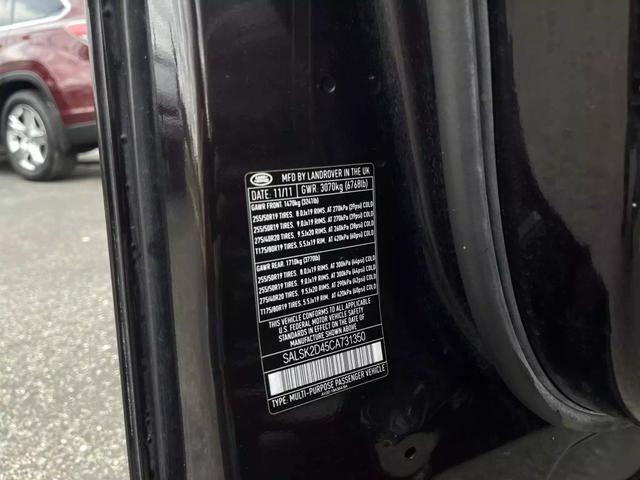 LAND ROVER
MFD BY LANDROVER IN THE UK
DATE: 11/11 GWR. 3070kg (6768lb)
GAWR FRONT. 1470kg (3241lb)
255/50R19 TIRES. 8.0Jx19 RIMS. AT 270kPa (39psi) COLD
255/50R19 TIRES. 9.0Jx19 RIMS. AT 270kPa (39psi) COLD
275/40R20 TIRES. 9.5Jx20 RIMS. AT 260kPa (38psi) COLD
T175/80R19 TIRES. 5.5Jx19 RIM. AT 420kPa (60psi) COLD
GAWR REAR. 1710kg (3770lb)
255/50R19 TIRES. 8.0Jx19 RIMS. AT 300kPa (44psi) COLD
255/50R19 TIRES. 9.0Jx19 RIMS. AT 300kPa (44psi) COLD
275/40R20 TIRES. 9.5Jx20 RIMS. AT 290kPa (42psi) COLD
T175/80R19 TIRES. 5.5Jx19 RIM. AT 420kPa (60psi) COLD
THIS VEHICLE CONFORMS TO ALL APPLICABLE
U.S. FEDERAL MOTOR VEHICLE SAFETY
STANDARDS IN EFFECT ON THE DATE OF
MANUFACTURE SHOWN ABOVE.
SALSK2D45CA731350
TYPE: MULTI-PURPOSE PASSENGER VEHICLE